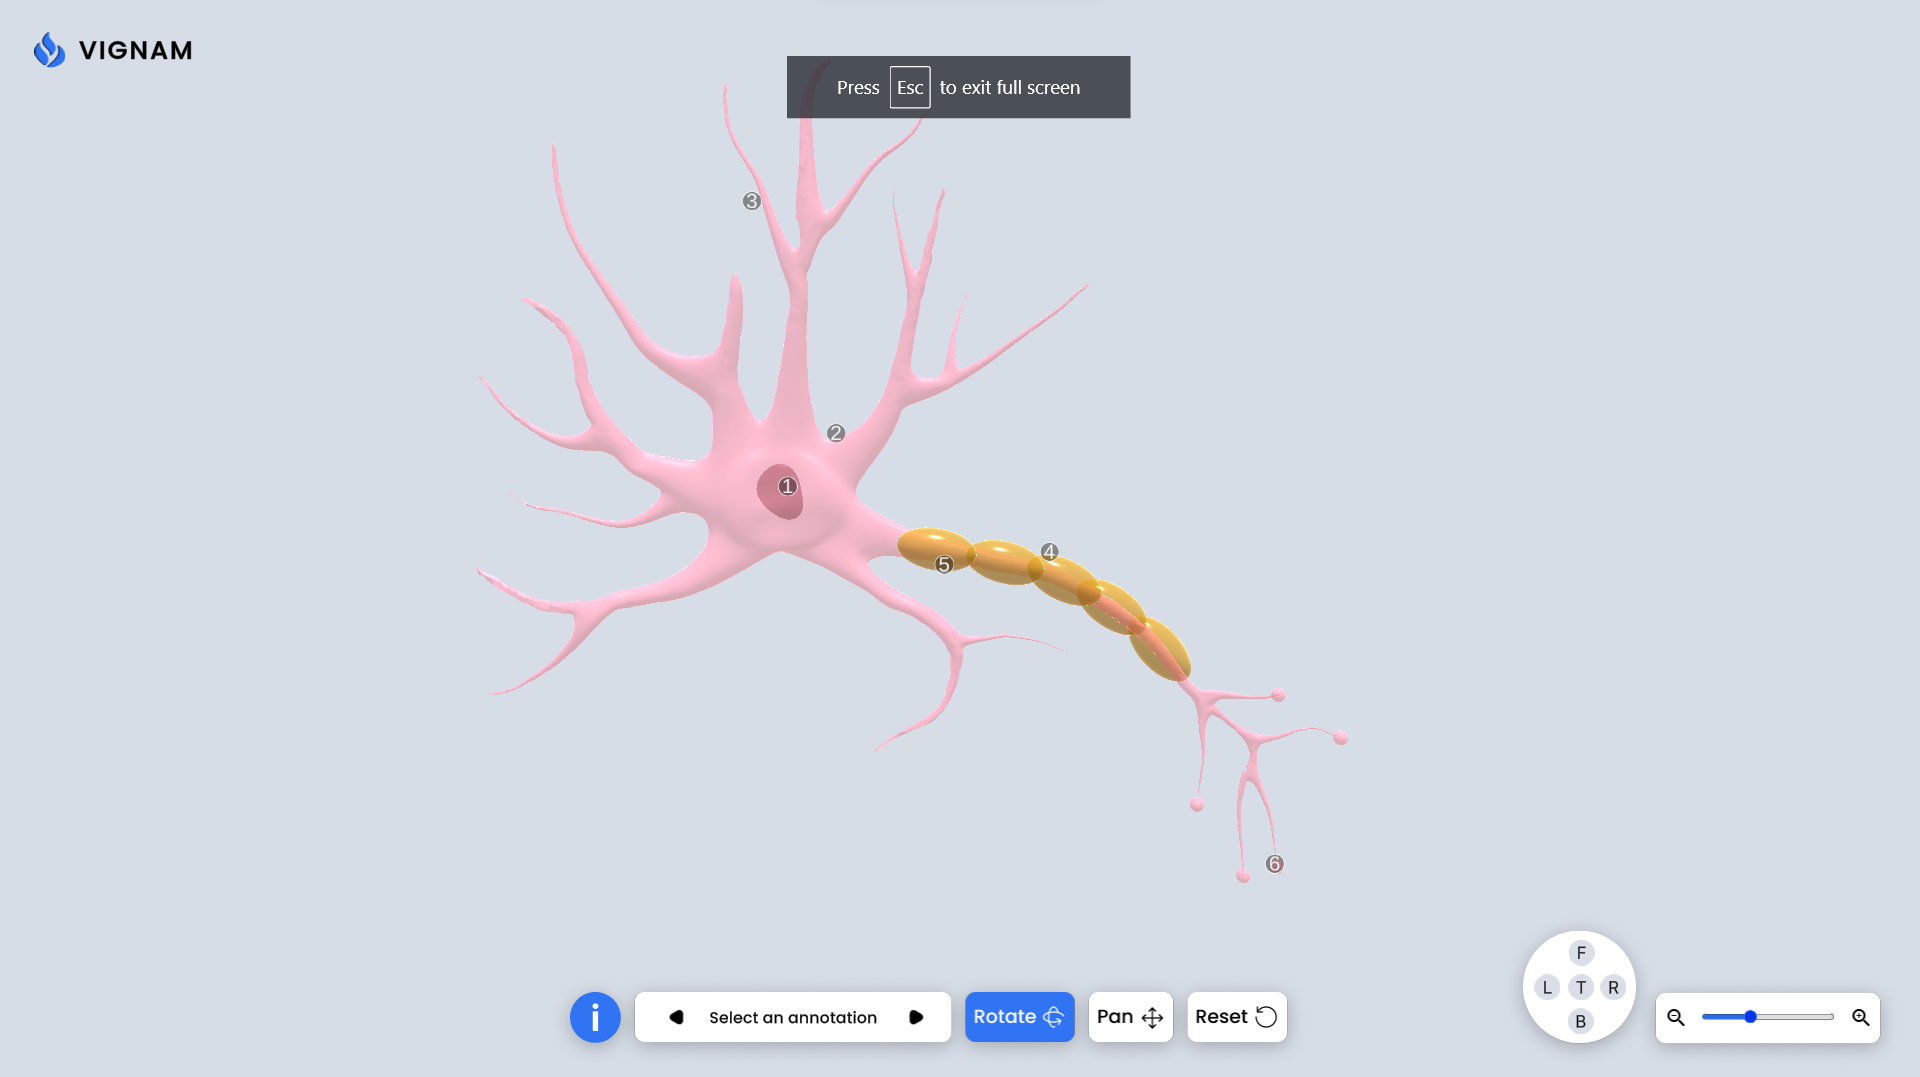 VIGNAM
Press Esc to exit full screen
3
2
1
4
5
6
i
Select an annotation
Rotate
Pan
Reset
F
L T R
B